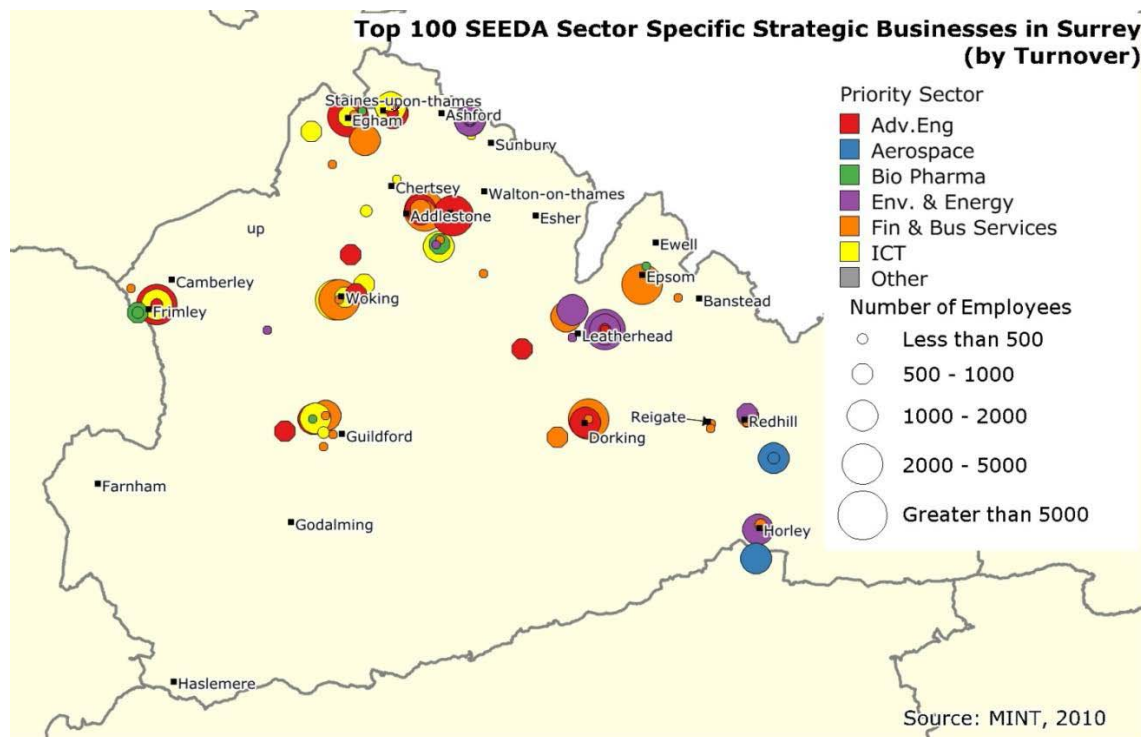 Top 100 SEEDA Sector Specific Strategic Businesses in Surrey
(by Turnover)
Priority Sector
Adv.Eng
Aerospace
Bio Pharma
Env. & Energy
Fin & Bus Services
ICT
Other
Number of Employees
Less than 500
500 - 1000
1000 - 2000
2000 - 5000
Greater than 5000
Staines-upon-thames
Egham
Ashford
Sunbury
Chertsey
Walton-on-thames
Addlestone
Esher
up
Ewell
Camberley
Epsom
Woking
Banstead
Frimley
Leatherhead
Reigate
Redhill
Guildford
Dorking
Farnham
Godalming
Horley
Haslemere
Source: MINT, 2010